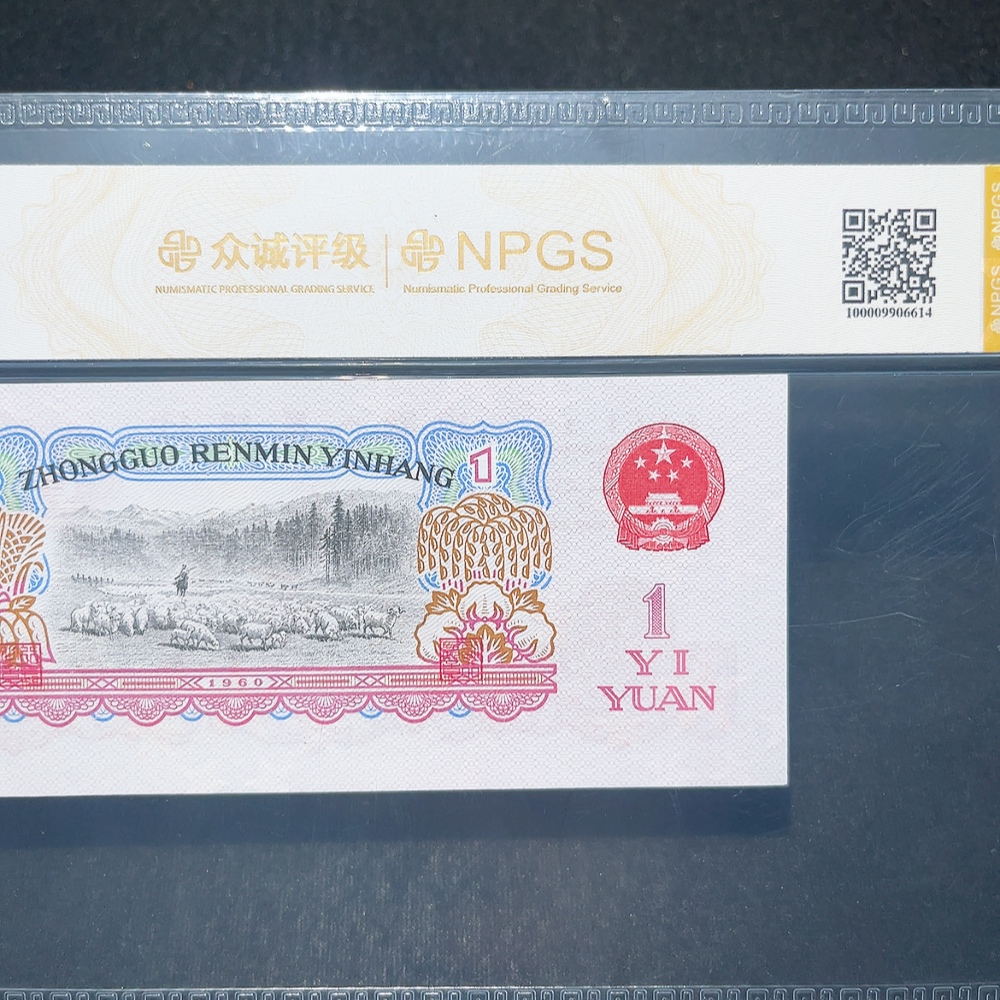 众诚评级 NPGS
NUMISMATIC PROFESSIONAL GRADING SERVICE Numismatic Professional Grading Service
100009906614
NPGS
NPGS
ZHONGGUO RENMIN YINHANG
1
1
YI
YUAN
1960